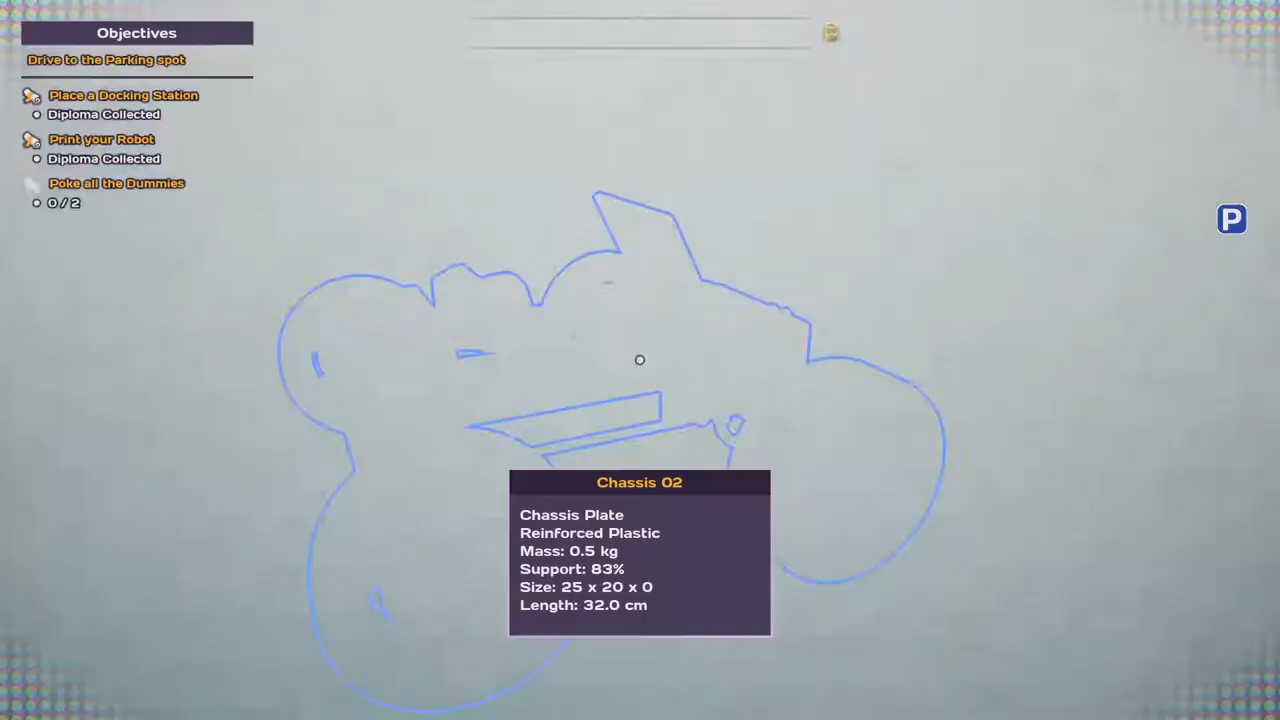 Objectives
Drive to the Parking spot
Place a Docking Station
Diploma Collected
Print your Robot
Diploma Collected
Poke all the Dummies
0 / 2
P
Chassis 02
Chassis Plate
Reinforced Plastic
Mass: 0.5 kg
Support: 83%
Size: 25 x 20 x 0
Length: 32.0 cm